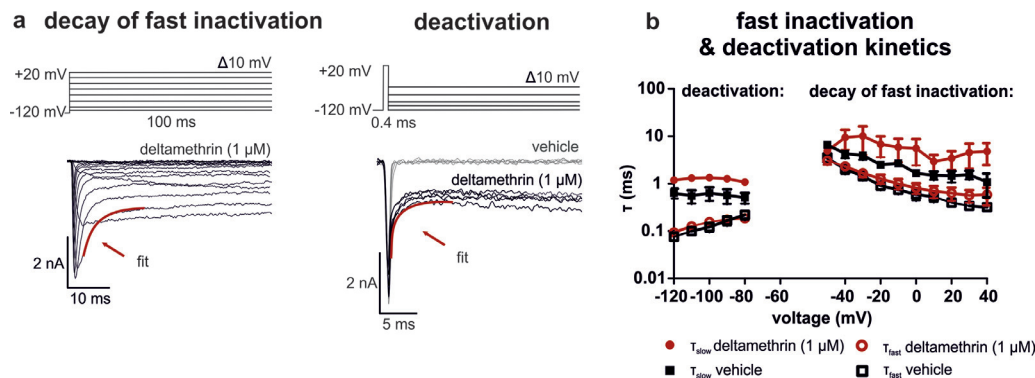 a decay of fast inactivation
deactivation
+20 mV
Δ10 mV
-120 mV
100 ms
deltamethrin (1 µM)
fit
2 nA
10 ms
+20 mV
Δ10 mV
-120 mV
0.4 ms
vehicle
deltamethrin (1 µM)
fit
2 nA
5 ms
b fast inactivation
& deactivation kinetics
deactivation: decay of fast inactivation:
100
10
1
0.1
0.01
τ (ms)
-120 -100 -80 -40 -20 0 20 40
voltage (mV)
τslow deltamethrin (1 µM) τfast deltamethrin (1 µM)
τslow vehicle τfast vehicle